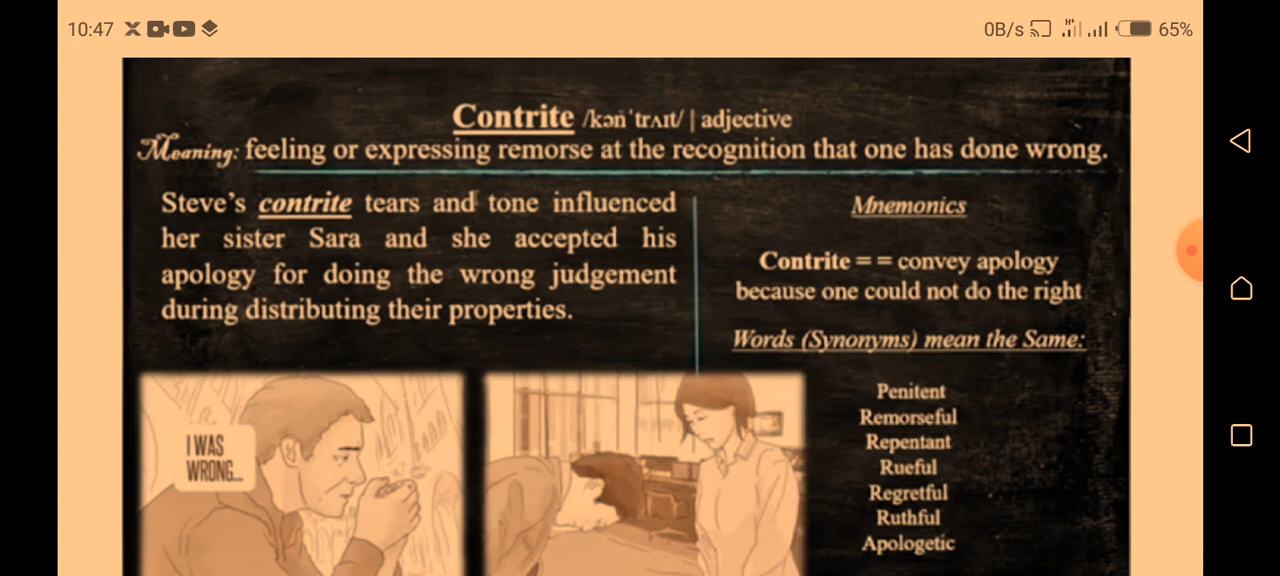 10:47
0B/s H+ 65%
Contrite /kən'trʌɪt/ | adjective
Meaning: feeling or expressing remorse at the recognition that one has done wrong.
Steve's contrite tears and tone influenced
her sister Sara and she accepted his
apology for doing the wrong judgement
during distributing their properties.
Mnemonics
Contrite = = convey apology
because one could not do the right
Words (Synonyms) mean the Same:
Penitent
Remorseful
Repentant
Rueful
Regretful
Ruthful
Apologetic
I WAS
WRONG...